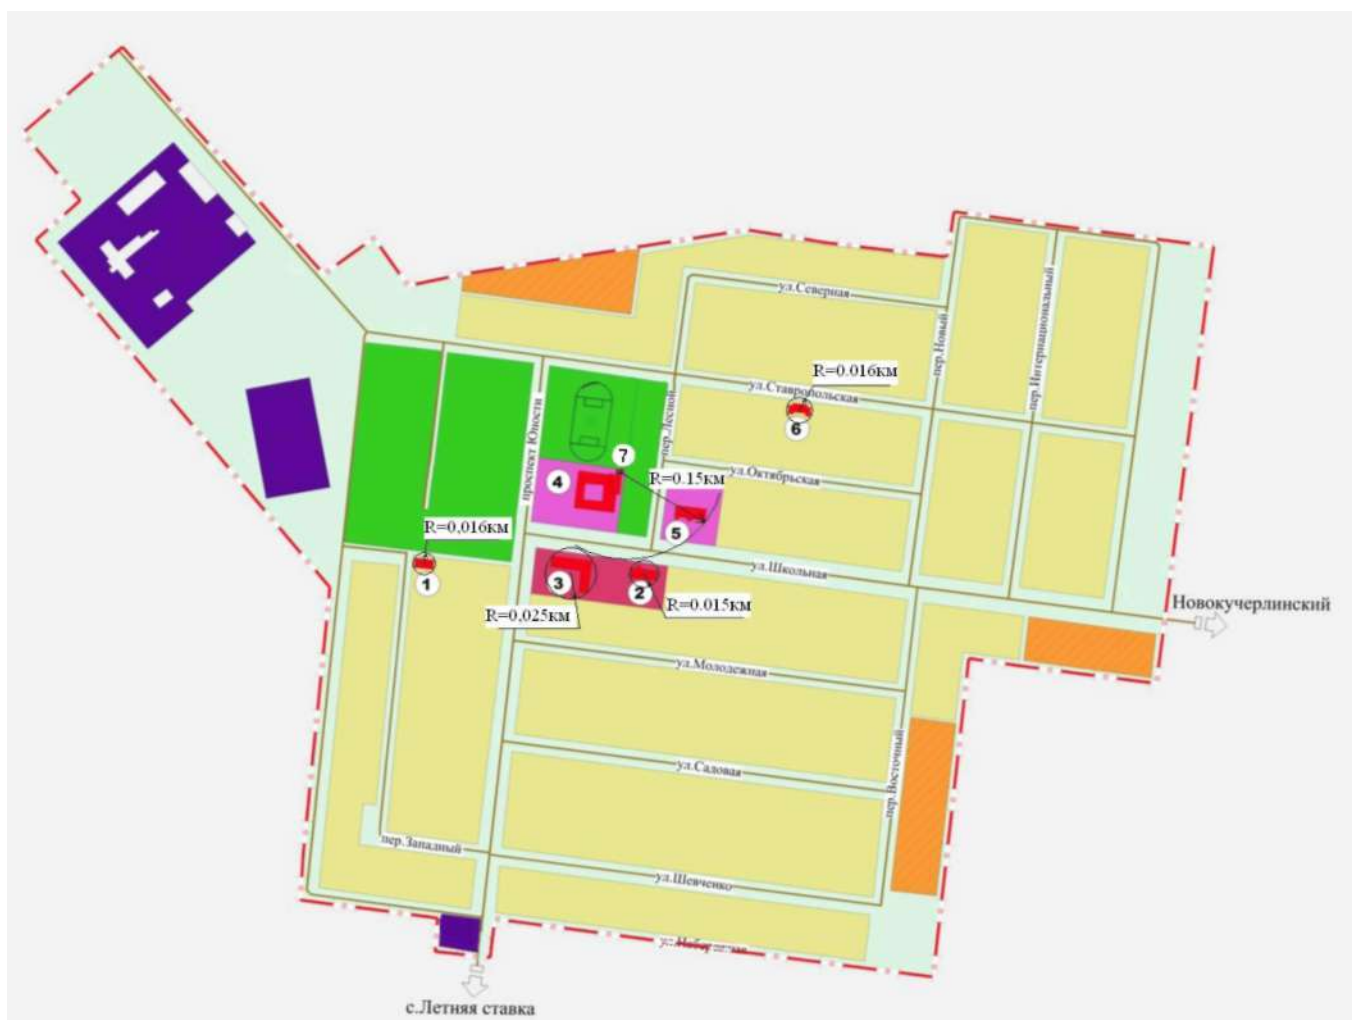 ул.Северная
пер.Новый
пер.Интернациональный
R=0.016км
ул.Ставропольская
6
проспект Юности
пер.Лесной
7
4
R=0.15км
ул.Октябрьская
5
R=0,016км
1
3
2
ул.Школьная
R=0,025км
R=0.015км
Новокучерлинский
ул.Молодежная
ул.Садовая
пер.Восточный
пер.Западный
ул.Шевченко
с.Летняя ставка